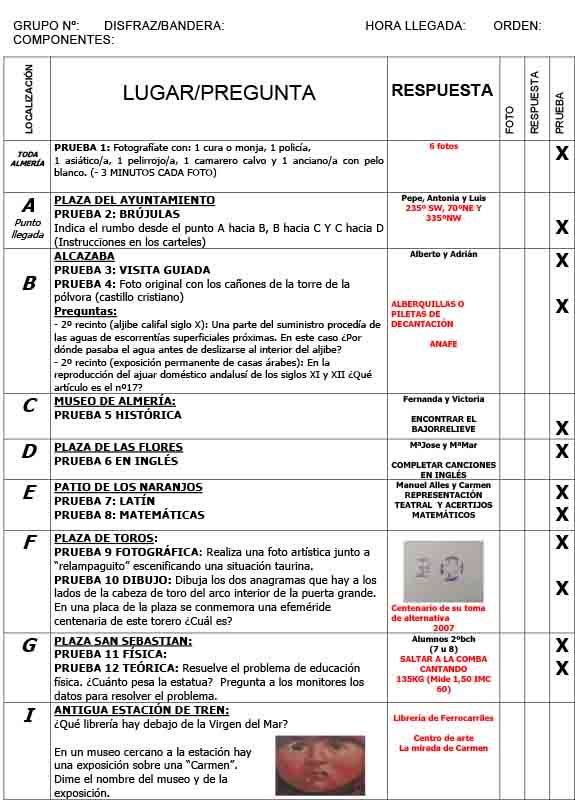 GRUPO Nº: DISFRAZ/BANDERA: HORA LLEGADA: ORDEN:
COMPONENTES:
LOCALIZACIÓN LUGAR/PREGUNTA RESPUESTA FOTO RESPUESTA PRUEBA
TODA
ALMERÍA
PRUEBA 1: Fotografíate con: 1 cura o monja, 1 policía,
1 asiático/a, 1 pelirrojo/a, 1 camarero calvo y 1 anciano/a con pelo
blanco. (- 3 MINUTOS CADA FOTO)
6 fotos
X
A
Punto
llegada
PLAZA DEL AYUNTAMIENTO
PRUEBA 2: BRÚJULAS
Indica el rumbo desde el punto A hacia B, B hacia C Y C hacia D
(Instrucciones en los carteles)
Pepe, Antonia y Luis
235º SW, 70ºNE Y
335ºNW
X
B
ALCAZABA
PRUEBA 3: VISITA GUIADA
PRUEBA 4: Foto original con los cañones de la torre de la
pólvora (castillo cristiano)
Preguntas:
- 2º recinto (aljibe califal siglo X): Una parte del suministro procedía de
las aguas de escorrentías superficiales próximas. En este caso ¿Por
dónde pasaba el agua antes de deslizarse al interior del aljibe?
- 2º recinto (exposición permanente de casas árabes): En la
reproducción del ajuar doméstico andalusí de los siglos XI y XII ¿Qué
artículo es el nº17?
Alberto y Adrián
ALBERQUILLAS O
PILETAS DE
DECANTACIÓN
ANAFE
X
X
C
MUSEO DE ALMERÍA:
PRUEBA 5 HISTÓRICA
Fernanda y Victoria
ENCONTRAR EL
BAJORRELIEVE
X
D
PLAZA DE LAS FLORES
PRUEBA 6 EN INGLÉS
MªJose y MªMar
COMPLETAR CANCIONES
EN INGLÉS
X
E
PATIO DE LOS NARANJOS
PRUEBA 7: LATÍN
PRUEBA 8: MATEMÁTICAS
Manuel Alles y Carmen
REPRESENTACIÓN
TEATRAL Y ACERTIJOS
MATEMÁTICOS
X
X
F
PLAZA DE TOROS:
PRUEBA 9 FOTOGRÁFICA: Realiza una foto artística junto a
“relampaguito” escenificando una situación taurina.
PRUEBA 10 DIBUJO: Dibuja los dos anagramas que hay a los
lados de la cabeza de toro del arco interior de la puerta grande.
En una placa de la plaza se conmemora una efeméride
centenaria de este torero ¿Cuál es?
Centenario de su toma
de alternativa
2007
X
X
G
PLAZA SAN SEBASTIAN:
PRUEBA 11 FÍSICA:
PRUEBA 12 TEÓRICA: Resuelve el problema de educación
física. ¿Cuánto pesa la estatua? Pregunta a los monitores los
datos para resolver el problema.
Alumnos 2ºbch
(7 u 8)
SALTAR A LA COMBA
CANTANDO
135KG (Mide 1,50 IMC
60)
X
X
I
ANTIGUA ESTACIÓN DE TREN:
¿Qué librería hay debajo de la Virgen del Mar?
En un museo cercano a la estación hay
una exposición sobre una “Carmen”.
Dime el nombre del museo y de la
exposición.
Librería de Ferrocarriles
Centro de arte
La mirada de Carmen